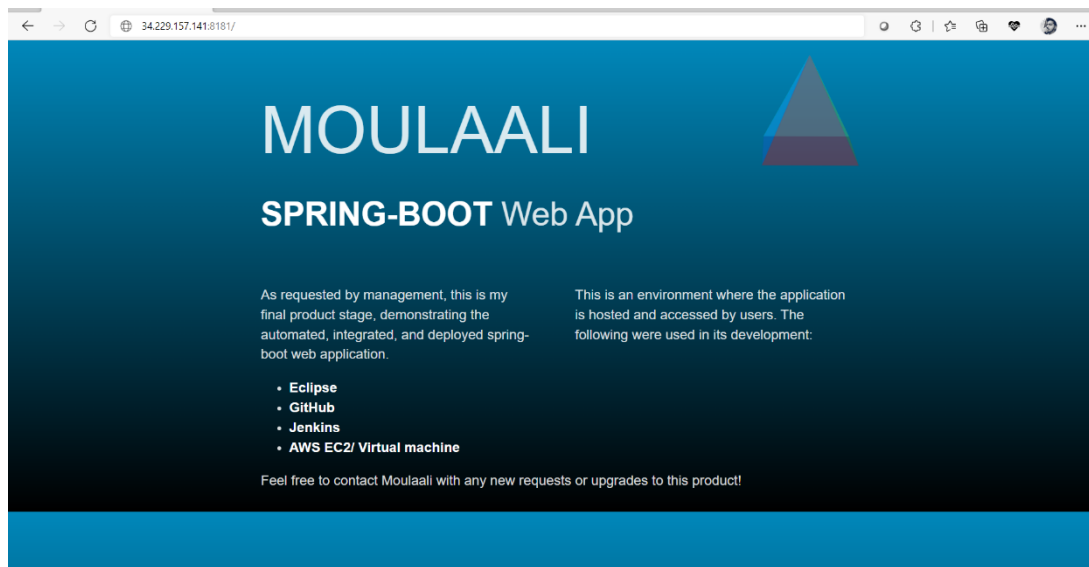 34.229.157.141:8181/
MOULAALI
SPRING-BOOT Web App
As requested by management, this is my
final product stage, demonstrating the
automated, integrated, and deployed spring-
boot web application.
This is an environment where the application
is hosted and accessed by users. The
following were used in its development:
• Eclipse
• GitHub
• Jenkins
• AWS EC2/ Virtual machine
Feel free to contact Moulaali with any new requests or upgrades to this product!